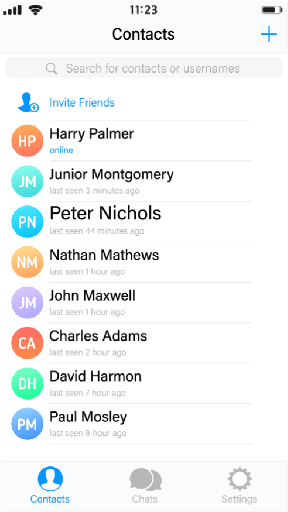 11:23
Contacts
Search for contacts or usernames
Invite Friends
HP
Harry Palmer
online
JM
Junior Montgomery
last seen 3 minutes ago
PN
Peter Nichols
last seen 44 minutes ago
NM
Nathan Mathews
last seen 1 hour ago
JM
John Maxwell
last seen 1 hour ago
CA
Charles Adams
last seen 2 hour ago
DH
David Harmon
last seen 7 hour ago
PM
Paul Mosley
last seen 9 hour ago
Contacts
Chats
Settings